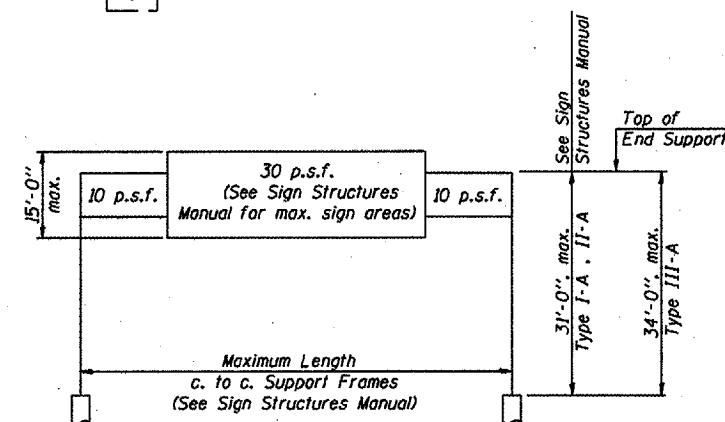 See Sign
Structures Manual
Top of
End Support
15'-0"
max.
10 p.s.f.
30 p.s.f.
(See Sign Structures
Manual for max. sign areas)
10 p.s.f.
31'-0", max.
Type I-A , II-A
34'-0", max.
Type III-A
Maximum Length
c. to c. Support Frames
(See Sign Structures Manual)